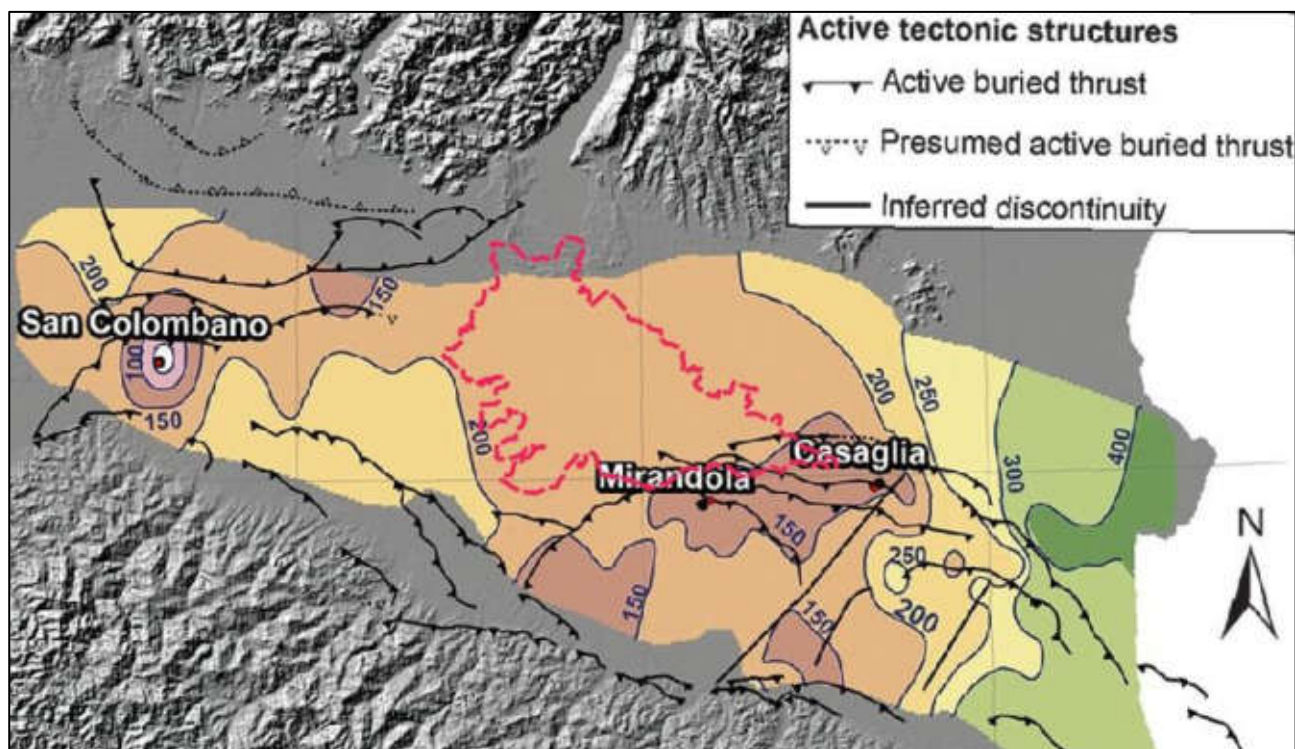 Active tectonic structures
Active buried thrust
Presumed active buried thrust
Inferred discontinuity
200
150
San Colombano
100
150
200
200
250
300
400
Casaglia
Mirandola
150
250
200
150
150
N